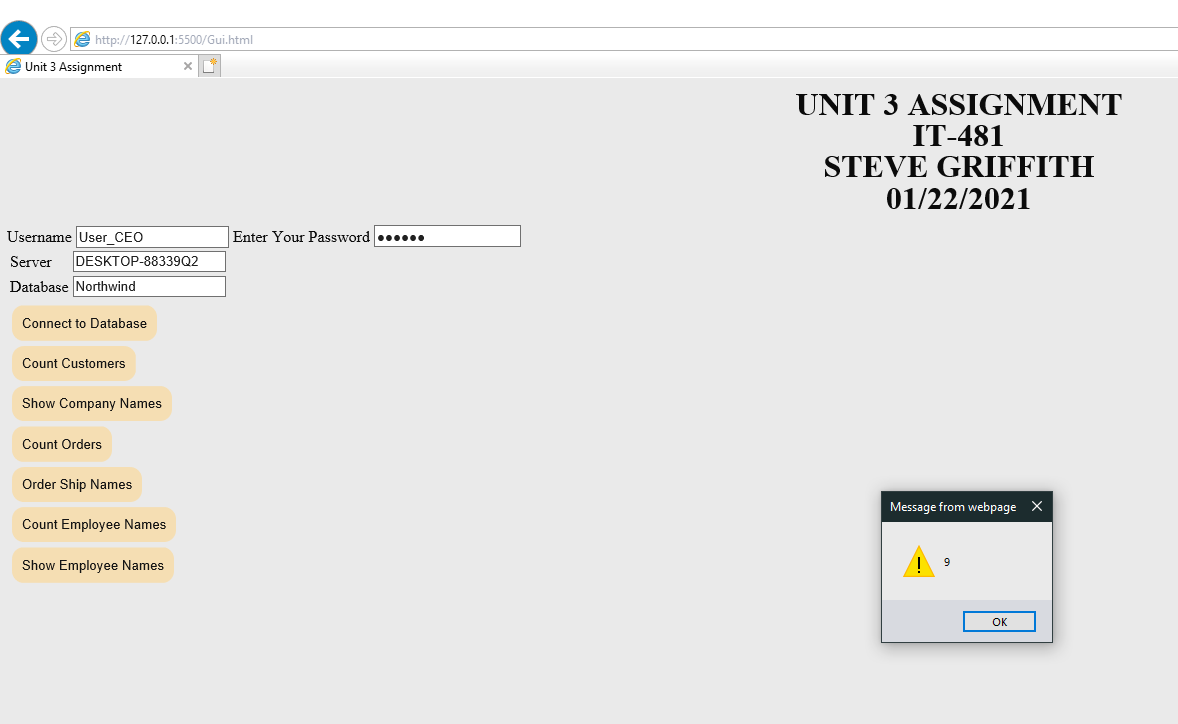 http://127.0.0.1:5500/Gui.html
Unit 3 Assignment
UNIT 3 ASSIGNMENT
IT-481
STEVE GRIFFITH
01/22/2021
Username User_CEO Enter Your Password ●●●●●●
Server DESKTOP-88339Q2
Database Northwind
Connect to Database
Count Customers
Show Company Names
Count Orders
Order Ship Names
Count Employee Names
Show Employee Names
Message from webpage
9
OK